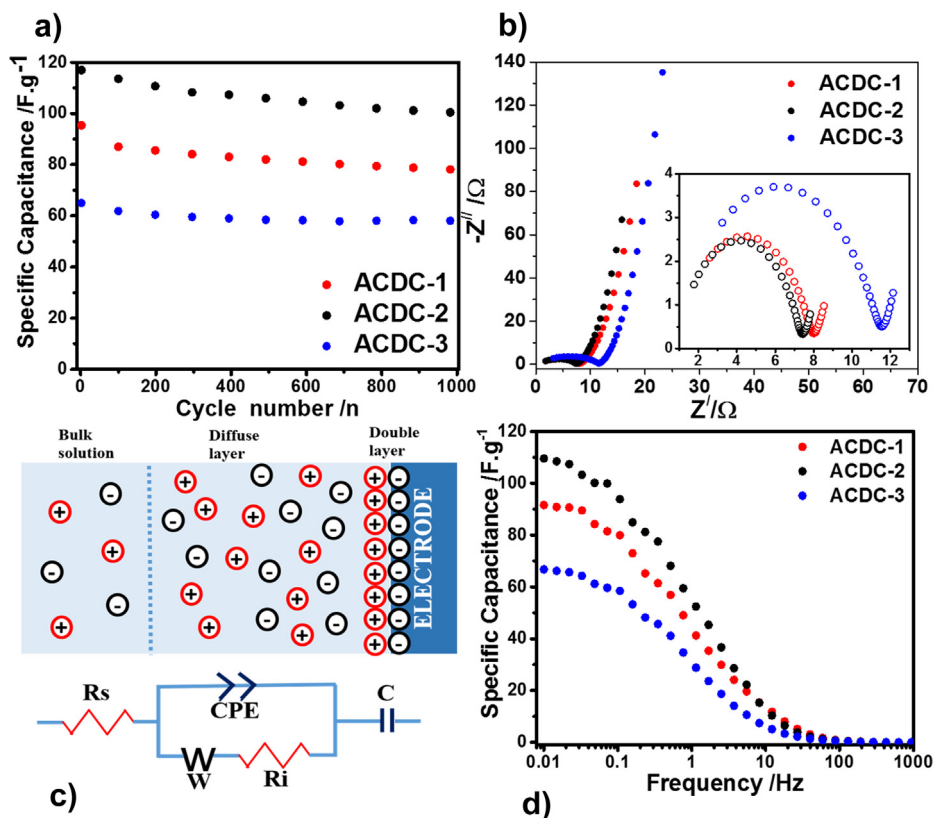 a)
Specific Capacitance /F.g-1
120
100
80
60
40
20
0
0 200 400 600 800 1000
Cycle number /n
ACDC-1
ACDC-2
ACDC-3
b)
-Z//Ω
140
120
100
80
60
40
20
0
0 10 20 30 40 50 60 70
Z//Ω
ACDC-1
ACDC-2
ACDC-3
4
3
2
1
0
2 4 6 8 10 12
Bulk
solution
Diffuse
layer
Double
layer
ELECTRODE
Rs
CPE
W
Ri
C
c)
Specific Capacitance /F.g-1
120
100
80
60
40
20
0
0.01 0.1 1 10 100 1000
Frequency /Hz
ACDC-1
ACDC-2
ACDC-3
d)